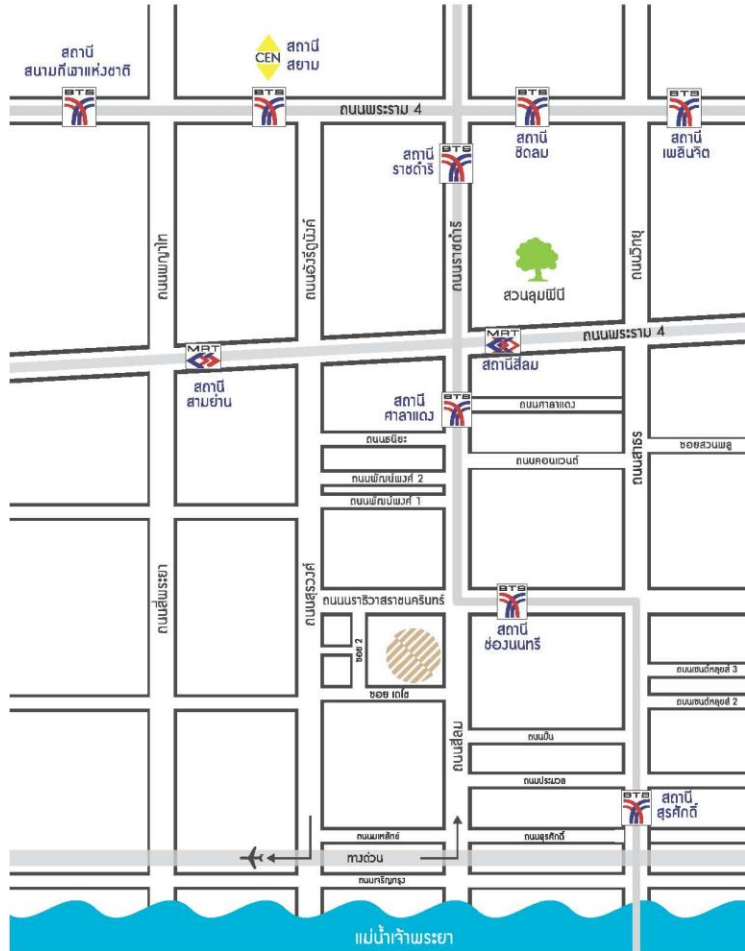 สถานี
สนามกีฬาแห่งชาติ
CEN
สถานี
สยาม
BTS
BTS
ถนนพระราม 4
BTS
BTS
สถานี
ราชดำริ
BTS
สถานี
ชิดลม
สถานี
เพลินจิต
ถนนพญาไท
ถนนอังรีดูนังต์
ถนนราชดำริ
สวนลุมพินี
ถนนวิทยุ
MRT
สถานี
สามย่าน
MRT
สถานีสีลม
ถนนพระราม 4
สถานี
ศาลาแดง
BTS
ถนนศาลาแดง
ถนนธนิยะ
ถนนคอนแวนต์
ถนนสาธร
ซอยสวนพลู
ถนนพัฒน์พงศ์ 2
ถนนพัฒน์พงศ์ 1
ถนนสี่พระยา
ถนนสุรวงค์
ถนนนราธิวาสราชนครินทร์
BTS
สถานี
ช่องนนทรี
ซอย 2
ซอย เดโช
ถนนเซนต์หลุยส์ 3
ถนนเซนต์หลุยส์ 2
ถนนสีลม
ถนนปั้น
ถนนประมวล
BTS
สถานี
สุรศักดิ์
ถนนมเหสักข์
ถนนสุรศักดิ์
ทางด่วน
ถนนเจริญกรุง
แม่น้ำเจ้าพระยา